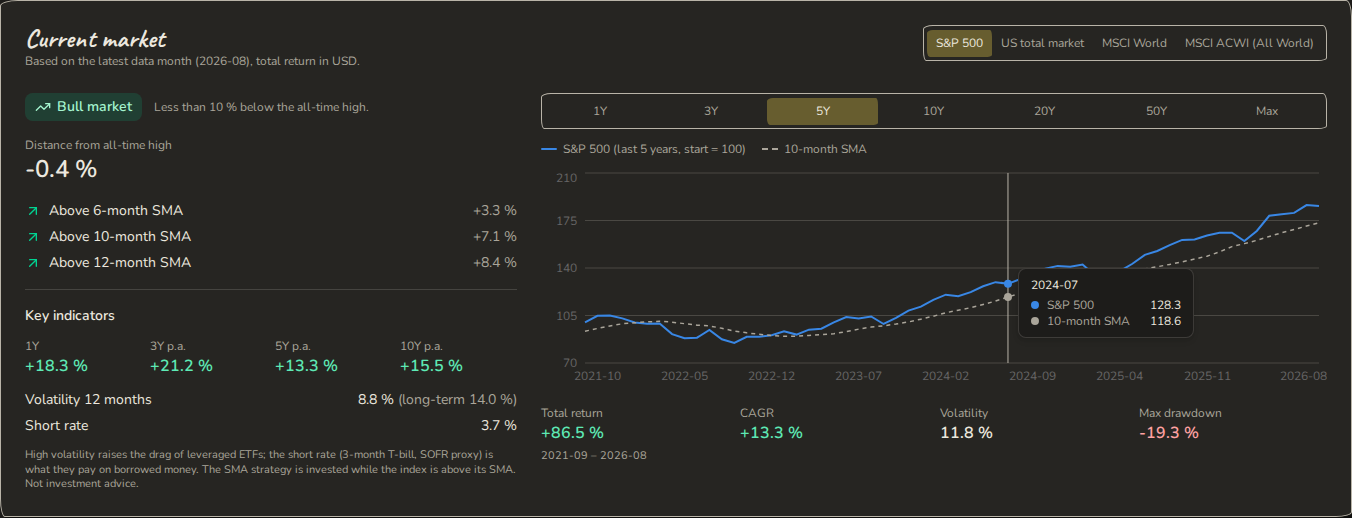 Current market
Based on the latest data month (2026-08), total return in USD.
S&P 500 US total market MSCI World MSCI ACWI (All World)
Bull market Less than 10 % below the all-time high.
Distance from all-time high
-0.4 %
Above 6-month SMA +3.3 %
Above 10-month SMA +7.1 %
Above 12-month SMA +8.4 %
Key indicators
1Y 3Y p.a. 5Y p.a. 10Y p.a.
+18.3 % +21.2 % +13.3 % +15.5 %
Volatility 12 months 8.8 % (long-term 14.0 %)
Short rate 3.7 %
High volatility raises the drag of leveraged ETFs; the short rate (3-month T-bill, SOFR proxy) is
what they pay on borrowed money. The SMA strategy is invested while the index is above its SMA.
Not investment advice.
1Y 3Y 5Y 10Y 20Y 50Y Max
S&P 500 (last 5 years, start = 100) 10-month SMA
210
175
140
105
70
2024-07
S&P 500 128.3
10-month SMA 118.6
2021-10 2022-05 2022-12 2023-07 2024-02 2024-09 2025-04 2025-11 2026-08
Total return CAGR Volatility Max drawdown
+86.5 % +13.3 % 11.8 % -19.3 %
2021-09 – 2026-08